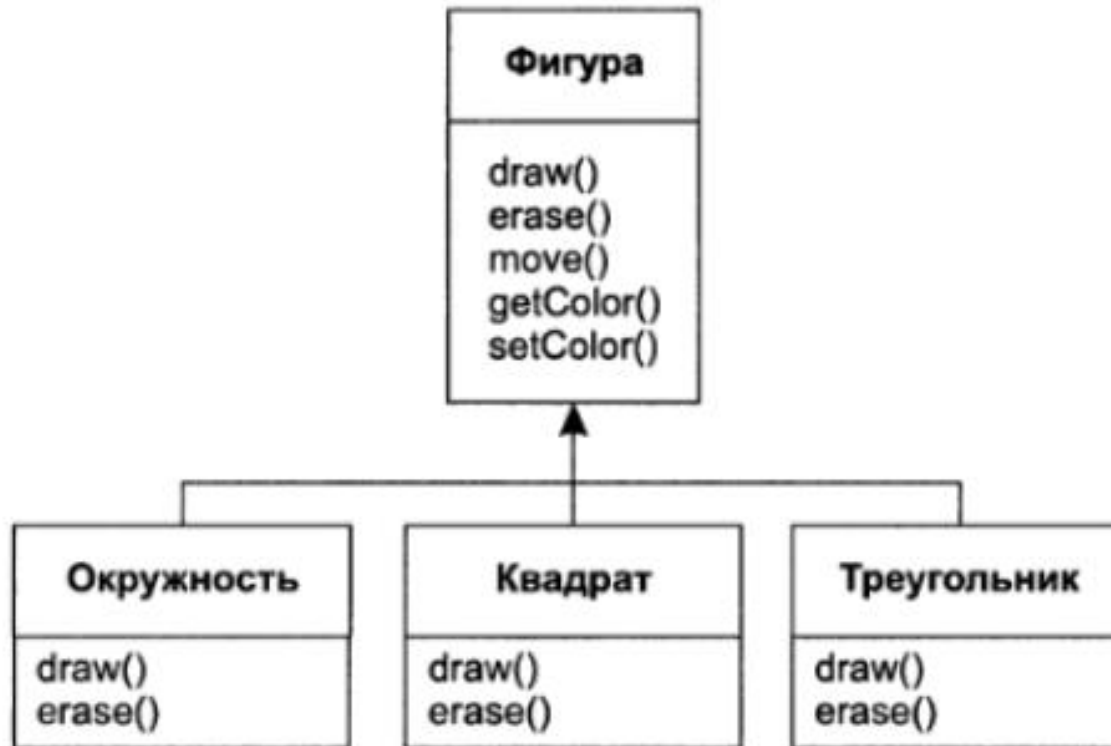 Фигура
draw()
erase()
move()
getColor()
setColor()
Окружность
draw()
erase()
Квадрат
draw()
erase()
Треугольник
draw()
erase()